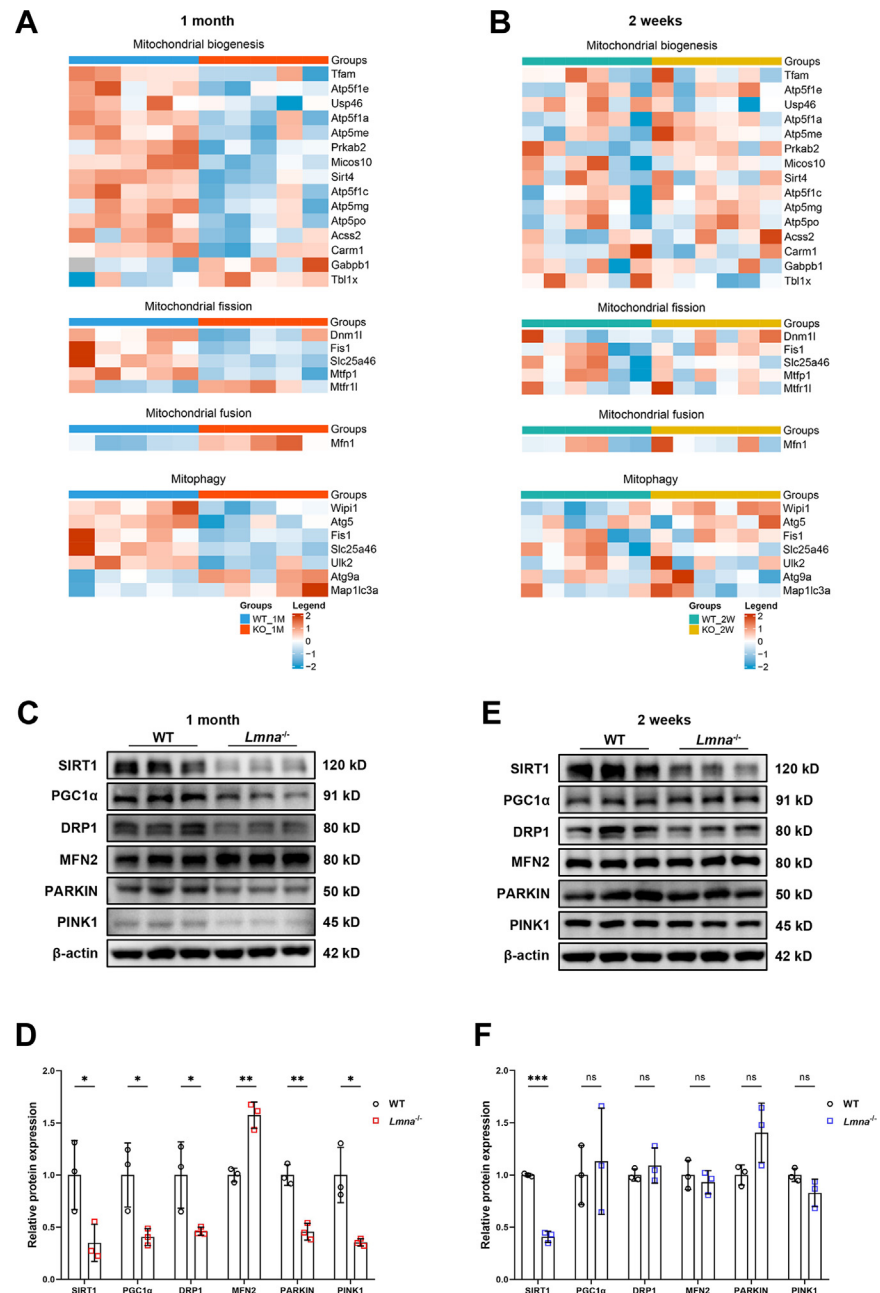 A
1 month
Mitochondrial biogenesis
Groups
Tfam
Atp5f1e
Usp46
Atp5f1a
Atp5me
Prkab2
Micos10
Sirt4
Atp5f1c
Atp5mg
Atp5po
Acss2
Carm1
Gabpb1
Tbl1x
Mitochondrial fission
Groups
Dnm1l
Fis1
Slc25a46
Mtfp1
Mtfr1l
Mitochondrial fusion
Groups
Mfn1
Mitophagy
Groups
Wipi1
Atg5
Fis1
Slc25a46
Ulk2
Atg9a
Map1lc3a
Groups
WT_1M
KO_1M
Legend
2
1
0
−1
−2
B
2 weeks
Mitochondrial biogenesis
Groups
Tfam
Atp5f1e
Usp46
Atp5f1a
Atp5me
Prkab2
Micos10
Sirt4
Atp5f1c
Atp5mg
Atp5po
Acss2
Carm1
Gabpb1
Tbl1x
Mitochondrial fission
Groups
Dnm1l
Fis1
Slc25a46
Mtfp1
Mtfr1l
Mitochondrial fusion
Groups
Mfn1
Mitophagy
Groups
Wipi1
Atg5
Fis1
Slc25a46
Ulk2
Atg9a
Map1lc3a
Groups
WT_2W
KO_2W
Legend
2
1
0
−1
−2
C
1 month
WT Lmna-/-
SIRT1 120 kD
PGC1α 91 kD
DRP1 80 kD
MFN2 80 kD
PARKIN 50 kD
PINK1 45 kD
β-actin 42 kD
E
2 weeks
WT Lmna-/-
SIRT1 120 kD
PGC1α 91 kD
DRP1 80 kD
MFN2 80 kD
PARKIN 50 kD
PINK1 45 kD
β-actin 42 kD
D
Relative protein expression
2.0
1.5
1.0
0.5
0.0
* * * ** ** *
WT
Lmna-/-
SIRT1 PGC1α DRP1 MFN2 PARKIN PINK1
F
Relative protein expression
2.0
1.5
1.0
0.5
0.0
*** ns ns ns ns ns
WT
Lmna-/-
SIRT1 PGC1α DRP1 MFN2 PARKIN PINK1